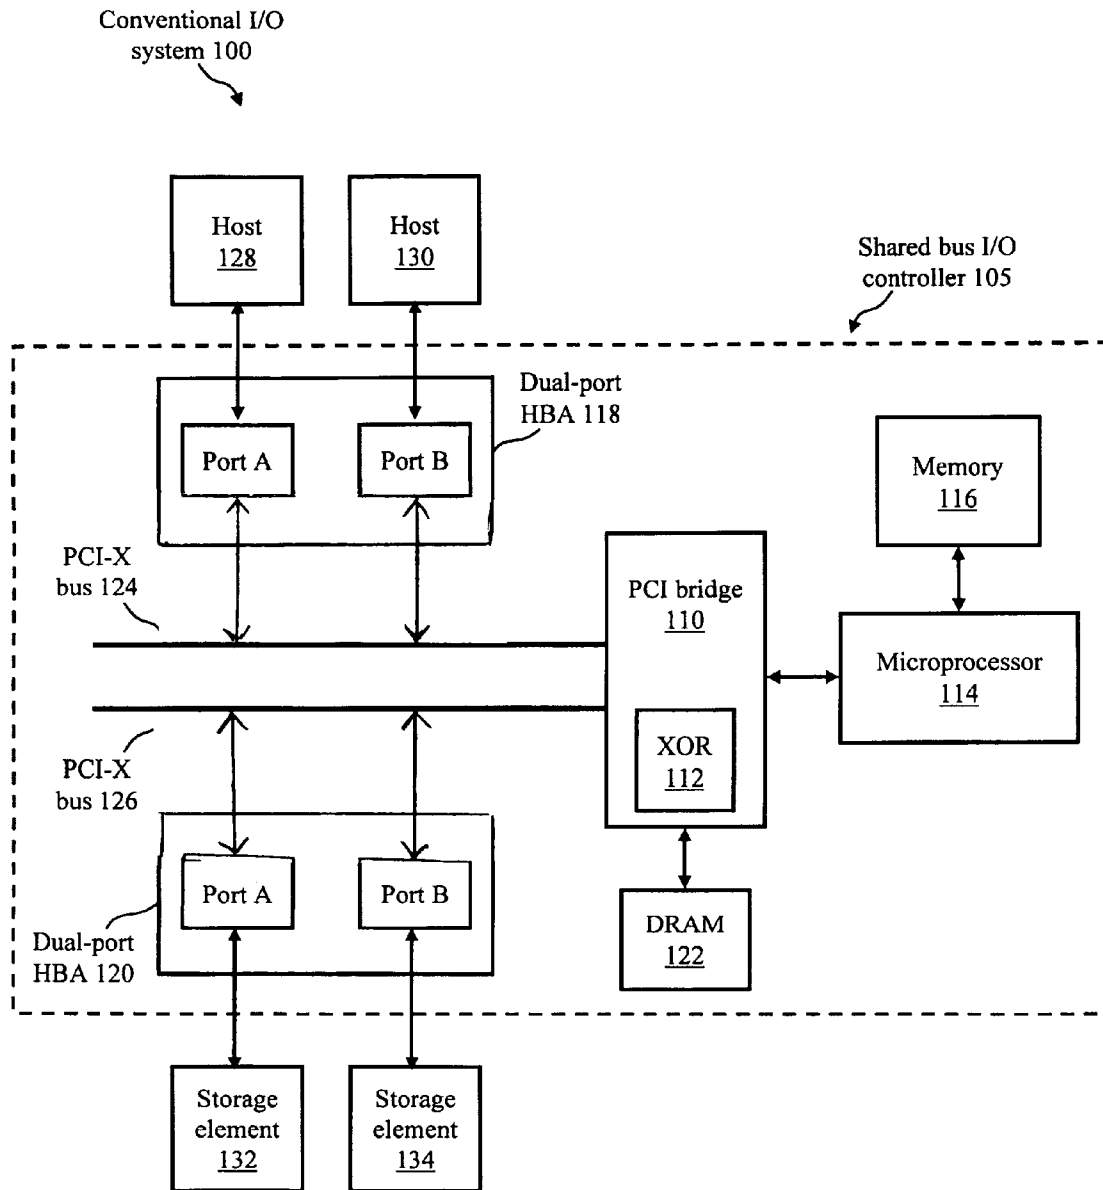 Conventional I/O
system 100
Host
128
Host
130
Shared bus I/O
controller 105
Dual-port
HBA 118
Port A
Port B
Memory
116
PCI-X
bus 124
PCI bridge
110
Microprocessor
114
XOR
112
PCI-X
bus 126
Port A
Port B
Dual-port
HBA 120
DRAM
122
Storage
element
132
Storage
element
134